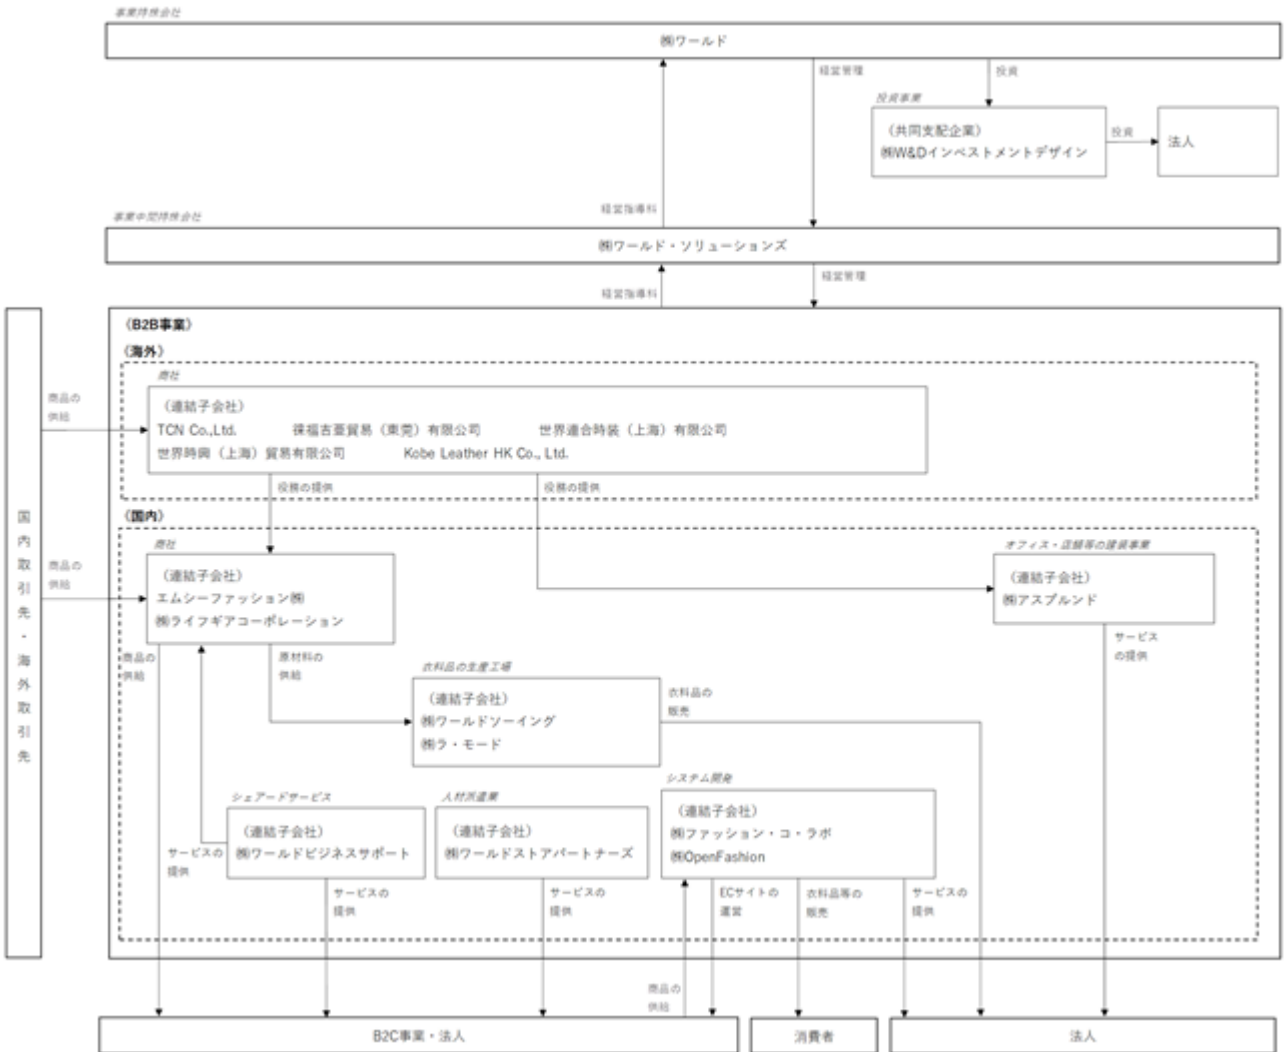 事業持株会社
㈱ワールド
経営管理
投資
投資事業
（共同支配企業）
㈱W&Dインベストメントデザイン
投資
法人
経営指導料
事業中間持株会社
㈱ワールド・ソリューションズ
経営指導料
経営管理
国内取引先・海外取引先
《B2B事業》
《海外》
商社
商品の
供給
（連結子会社）
TCN Co.,Ltd. 徠福古亜貿易（東莞）有限公司 世界連合時装（上海）有限公司
世界時興（上海）貿易有限公司 Kobe Leather HK Co., Ltd.
役務の提供
役務の提供
《国内》
商社
商品の
供給
（連結子会社）
エムシーファッション㈱
㈱ライフギアコーポレーション
オフィス・店舗等の建装事業
（連結子会社）
㈱アスプルンド
商品の
供給
原材料の
供給
サービス
の提供
衣料品の生産工場
（連結子会社）
㈱ワールドソーイング
㈱ラ・モード
衣料品の
販売
シェアードサービス
（連結子会社）
㈱ワールドビジネスサポート
サービスの
提供
人材派遣業
（連結子会社）
㈱ワールドストアパートナーズ
システム開発
（連結子会社）
㈱ファッション・コ・ラボ
㈱OpenFashion
サービスの
提供
サービスの
提供
ECサイトの
運営
衣料品等の
販売
サービスの
提供
商品の
供給
B2C事業・法人
消費者
法人